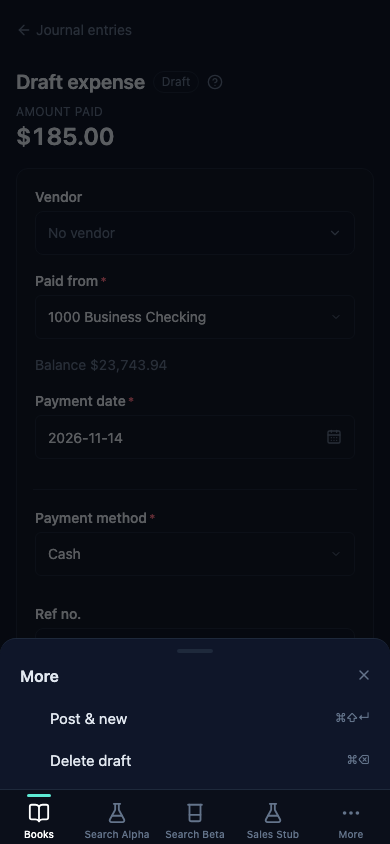 Journal entries
Draft expense Draft
AMOUNT PAID
$185.00
Vendor
No vendor
Paid from *
1000 Business Checking
Balance $23,743.94
Payment date *
2026-11-14
Payment method *
Cash
Ref no.
More
Post & new ⌘⇧↵
Delete draft ⌘⌫
Books Search Alpha Search Beta Sales Stub More